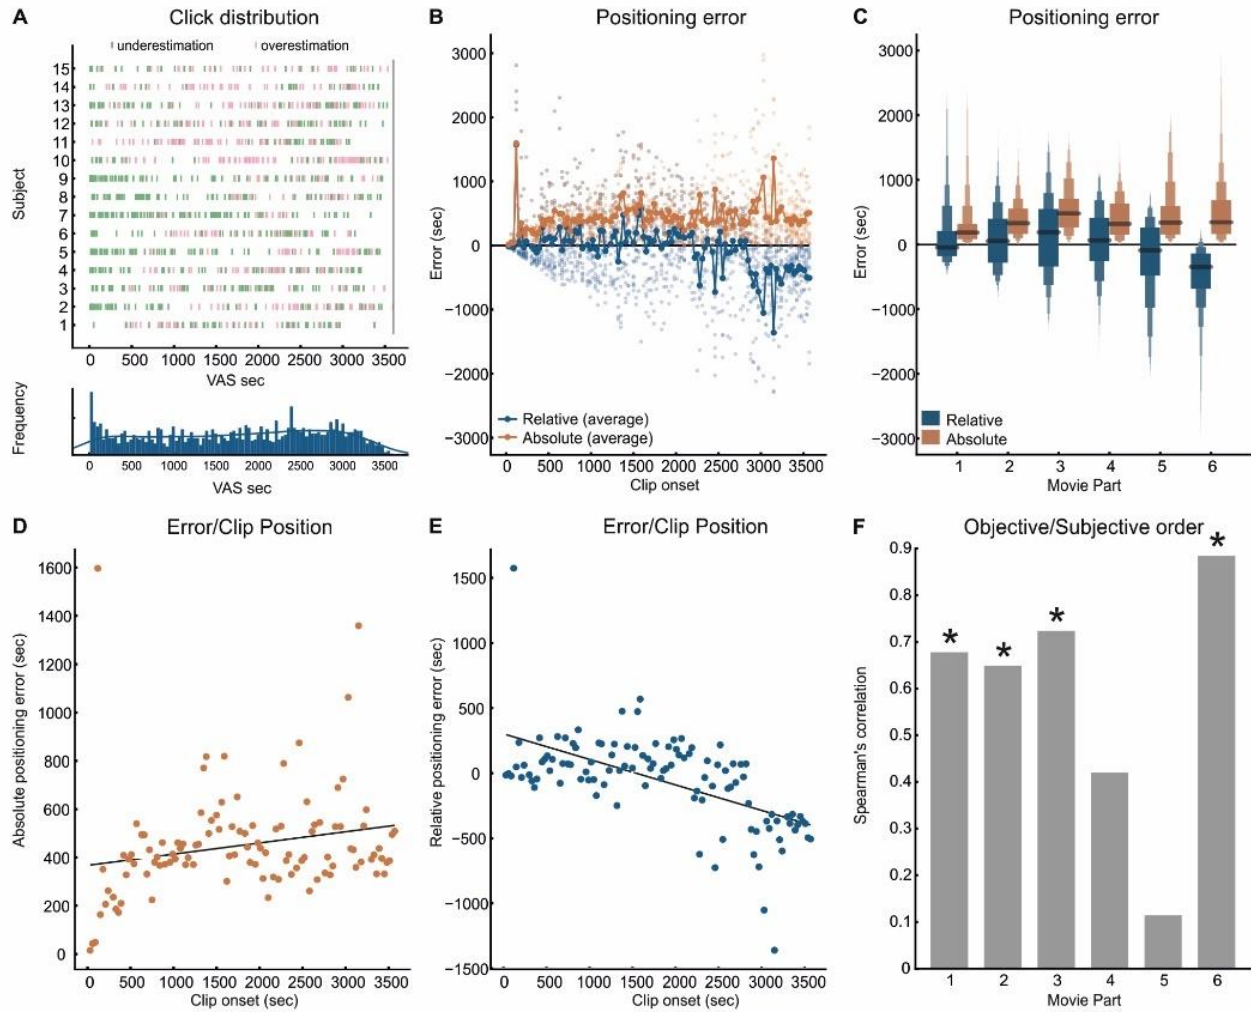 A
Click distribution
underestimation
overestimation
Subject
15
14
13
12
11
10
9
8
7
6
5
4
3
2
1
0 500 1000 1500 2000 2500 3000 3500
VAS sec
Frequency
0 500 1000 1500 2000 2500 3000 3500
VAS sec
B
Positioning error
Error (sec)
3000
2000
1000
0
−1000
−2000
−3000
Relative (average)
Absolute (average)
0 500 1000 1500 2000 2500 3000 3500
Clip onset
C
Positioning error
Error (sec)
3000
2000
1000
0
−1000
−2000
−3000
Relative
Absolute
1 2 3 4 5 6
Movie Part
D
Error/Clip Position
Absolute positioning error (sec)
1600
1400
1200
1000
800
600
400
200
0
0 500 1000 1500 2000 2500 3000 3500
Clip onset (sec)
E
Error/Clip Position
Relative positioning error (sec)
1500
1000
500
0
−500
−1000
−1500
0 500 1000 1500 2000 2500 3000 3500
Clip onset (sec)
F
Objective/Subjective order
Spearman's correlation
0.9
0.8
0.7
0.6
0.5
0.4
0.3
0.2
0.1
0
* * * *
1 2 3 4 5 6
Movie Part